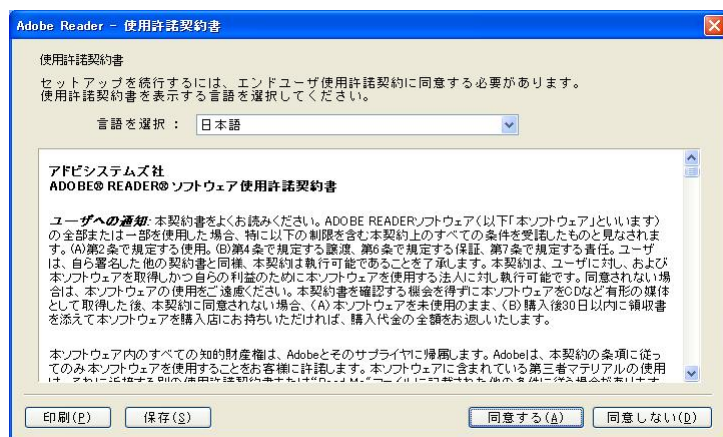 Adobe Reader - 使用許諾契約書
使用許諾契約書
セットアップを続行するには、エンドユーザ使用許諾契約に同意する必要があります。
使用許諾契約書を表示する言語を選択してください。
言語を選択 : 日本語
アドビシステムズ社
ADOBE® READER® ソフトウェア使用許諾契約書
ユーザへの通知: 本契約書をよくお読みください。ADOBE READERソフトウェア(以下「本ソフトウェア」といいます)
の全部または一部を使用した場合、特に以下の制限を含む本契約上のすべての条件を受諾したものと見なされま
す。(A)第2条で規定する使用。(B)第4条で規定する譲渡、第6条で規定する保証、第7条で規定する責任。ユーザ
は、自ら署名した他の契約書と同様、本契約は執行可能であることを了承します。本契約は、ユーザに対し、および
本ソフトウェアを取得しかつ自らの利益のために本ソフトウェアを使用する法人に対し執行可能です。同意されない場
合は、本ソフトウェアの使用をご遠慮ください。本契約書を確認する機会を得ずに本ソフトウェアをCDなど有形の媒体
として取得した後、本契約に同意されない場合、(A)本ソフトウェアを未使用のまま、(B)購入後30日以内に領収書
を添えて本ソフトウェアを購入店にお持ちいただければ、購入代金の全額をお返しいたします。
本ソフトウェア内のすべての知的財産権は、Adobeとそのサプライヤに帰属します。Adobeは、本契約の条項に従っ
てのみ本ソフトウェアを使用することをお客様に許諾します。本ソフトウェアに含まれている第三者マテリアルの使用
印刷(P) 保存(S) 同意する(A) 同意しない(D)